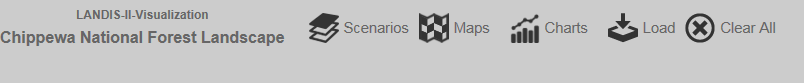 LANDIS-II-Visualization
Chippewa National Forest Landscape
Scenarios Maps Charts Load Clear All